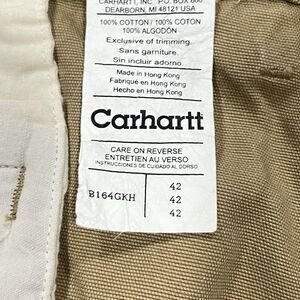 CARHARTT, INC. P.O. BOX 600
DEARBORN, MI 48121 USA
100% COTTON / 100% COTON
100% ALGODÓN
Exclusive of trimming.
Sans garniture.
Sin incluir adorno.
Made in Hong Kong
Fabriqué en Hong Kong
Hecho en Hong Kong
Carhartt
CARE ON REVERSE
ENTRETIEN AU VERSO
INSTRUCCIONES DE CUIDADO AL DORSO
42
B164GKH 42
42